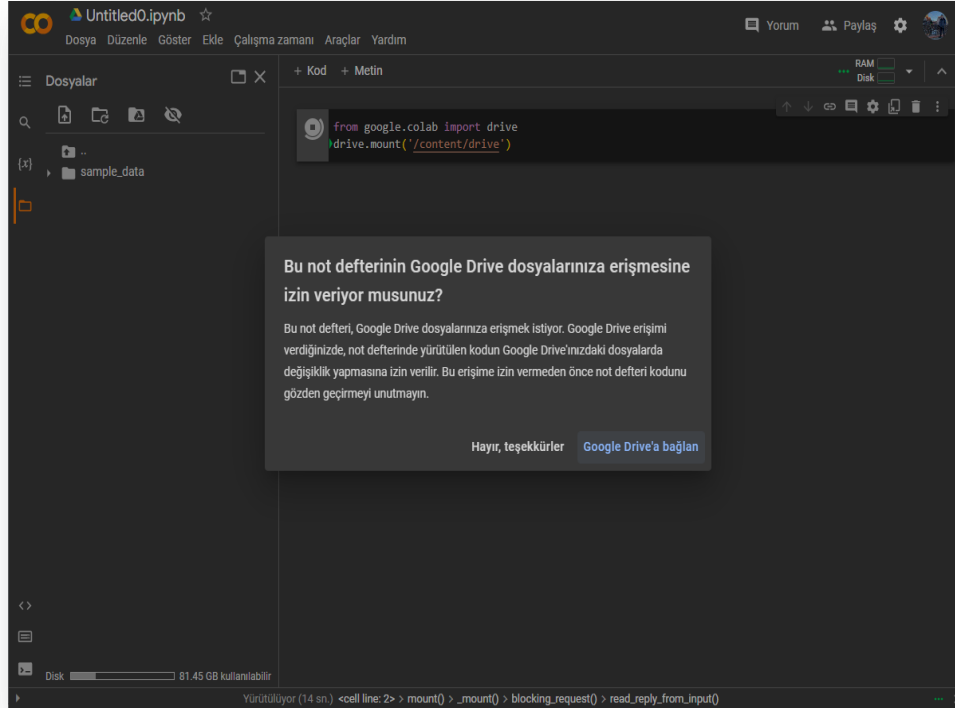 Untitled0.ipynb
Dosya Düzenle Göster Ekle Çalışma zamanı Araçlar Yardım
Yorum
Paylaş
Dosyalar
+ Kod + Metin
RAM
Disk
{x}
..
sample_data
from google.colab import drive
drive.mount('/content/drive')
Bu not defterinin Google Drive dosyalarınıza erişmesine
izin veriyor musunuz?
Bu not defteri, Google Drive dosyalarınıza erişmek istiyor. Google Drive erişimi
verdiğinizde, not defterinde yürütülen kodun Google Drive'ınızdaki dosyalarda
değişiklik yapmasına izin verilir. Bu erişime izin vermeden önce not defteri kodunu
gözden geçirmeyi unutmayın.
Hayır, teşekkürler
Google Drive'a bağlan
Disk 81.45 GB kullanılabilir
Yürütülüyor (14 sn.) <cell line: 2> > mount() > _mount() > blocking_request() > read_reply_from_input()